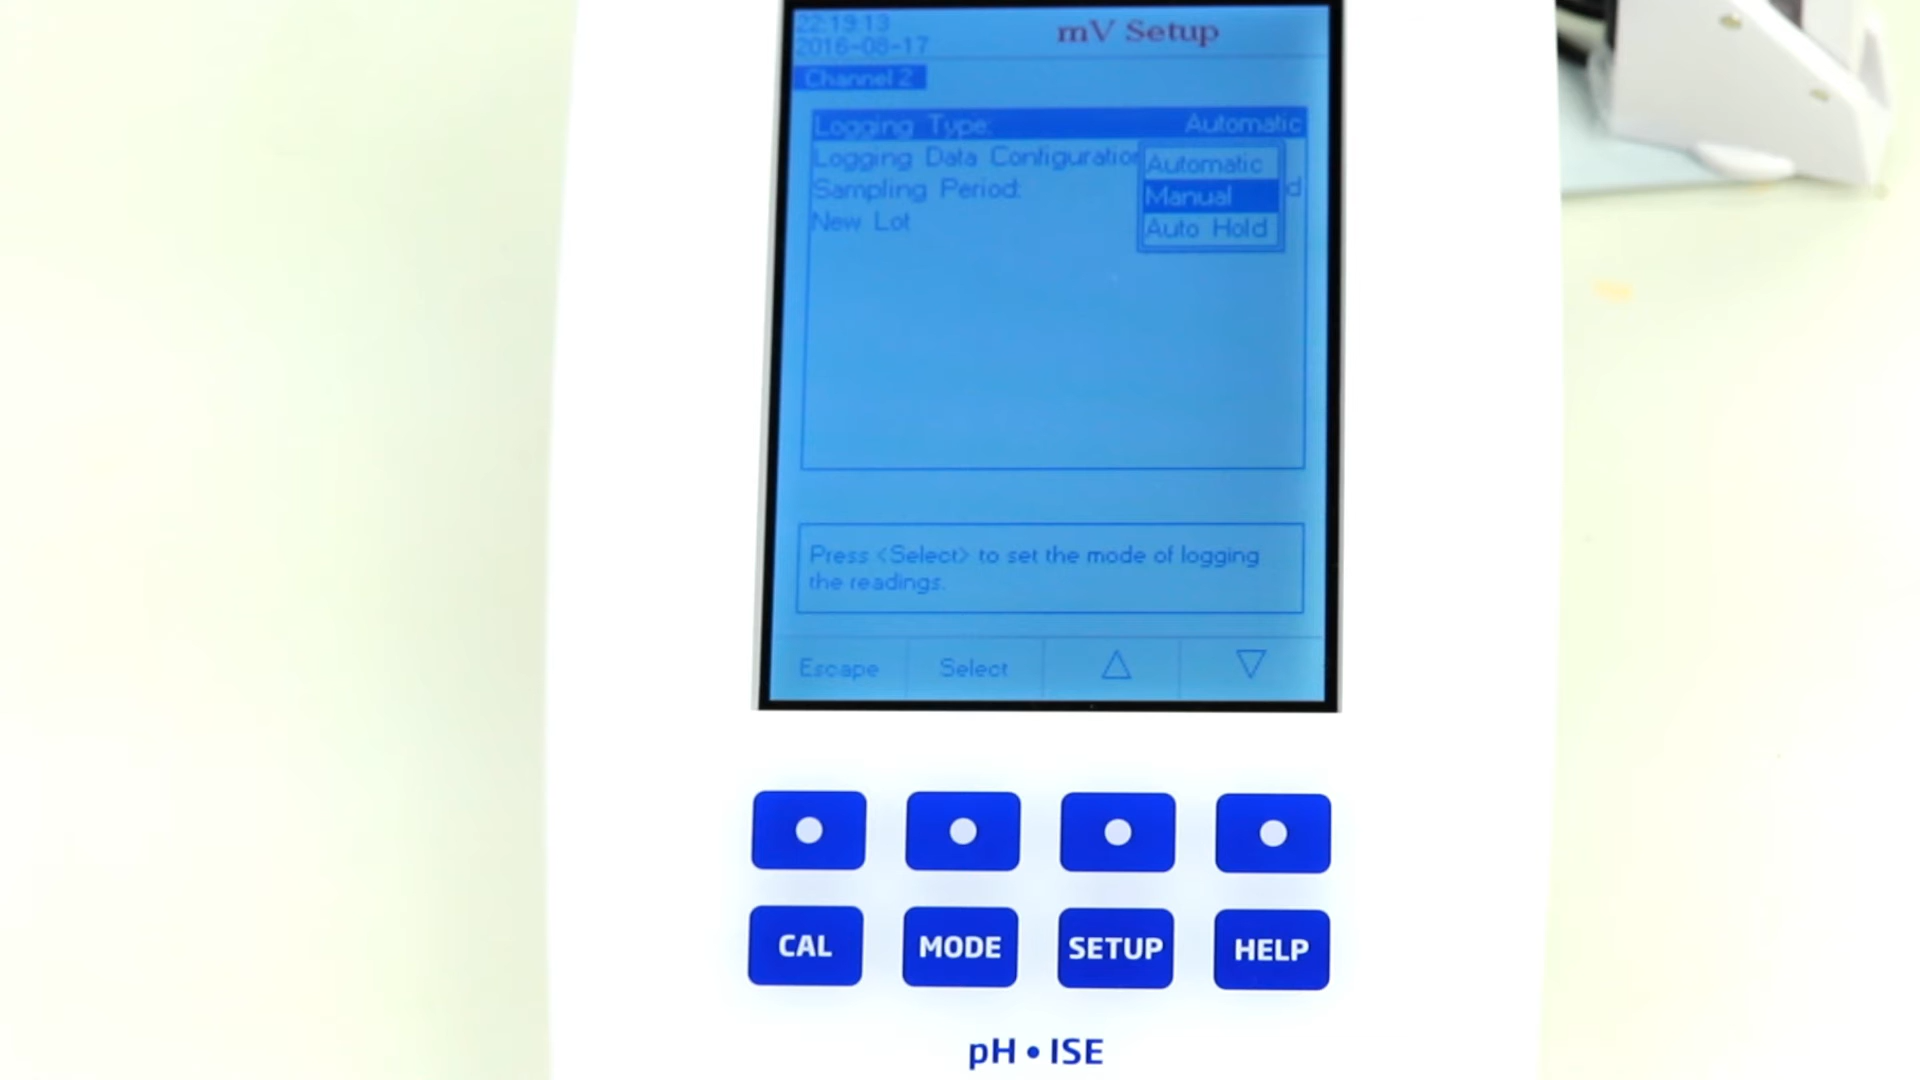 22:19:13
2016-08-17
mV Setup
Channel 2
Logging Type: Automatic
Logging Data Configuration
Automatic
Sampling Period:
Manual
New Lot
Auto Hold
Press <Select> to set the mode of logging
the readings.
Escape Select
CAL MODE SETUP HELP
pH • ISE